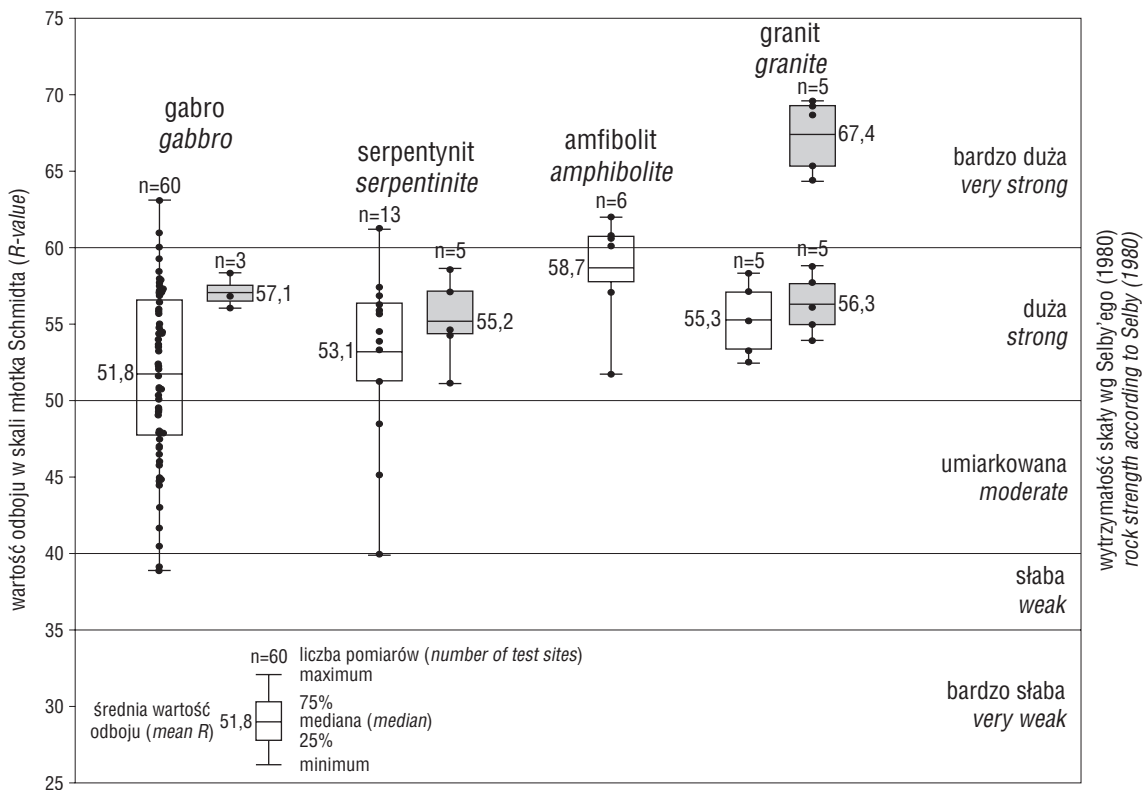 wartość odboju w skali młotka Schmidta (R-value)
75
70
65
60
55
50
45
40
35
30
25
gabro
gabbro
n=60
51,8
n=3
57,1
serpentynit
serpentinite
n=13
53,1
n=5
55,2
amfibolit
amphibolite
n=6
58,7
granit
granite
n=5
67,4
n=5
55,3
n=5
56,3
bardzo duża
very strong
duża
strong
umiarkowana
moderate
słaba
weak
bardzo słaba
very weak
wytrzymałość skały wg Selby'ego (1980)
rock strength according to Selby (1980)
n=60 liczba pomiarów (number of test sites)
maximum
75%
mediana (median)
25%
minimum
średnia wartość
odboju (mean R) 51,8